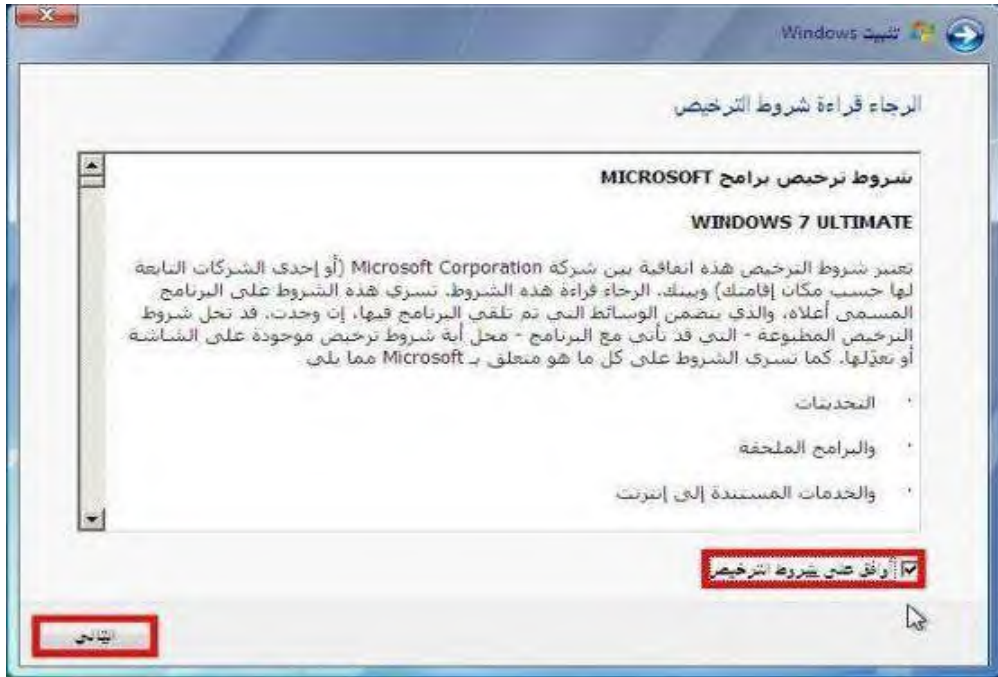 تثبيت Windows
الرجاء قراءة شروط الترخيص
شروط ترخيص برامج MICROSOFT
WINDOWS 7 ULTIMATE
تعتبر شروط الترخيص هذه اتفاقية بين شركة Microsoft Corporation (أو إحدى الشركات التابعة
لها حسب مكان إقامتك) وبينك. الرجاء قراءة هذه الشروط. تسري هذه الشروط على البرنامج
المسمى أعلاه، والذي يتضمن الوسائط التي تم تلقي البرنامج فيها، إن وجدت. قد تحل شروط
الترخيص المطبوعة - التي قد تأتي مع البرنامج - محل أية شروط ترخيص موجودة على الشاشة
أو تعدّلها. كما تسري الشروط على كل ما هو متعلق بـ Microsoft مما يلي
· التحديثات
· والبرامج الملحقة
· والخدمات المستندة إلى إنترنت
أوافق على شروط الترخيص
التالي